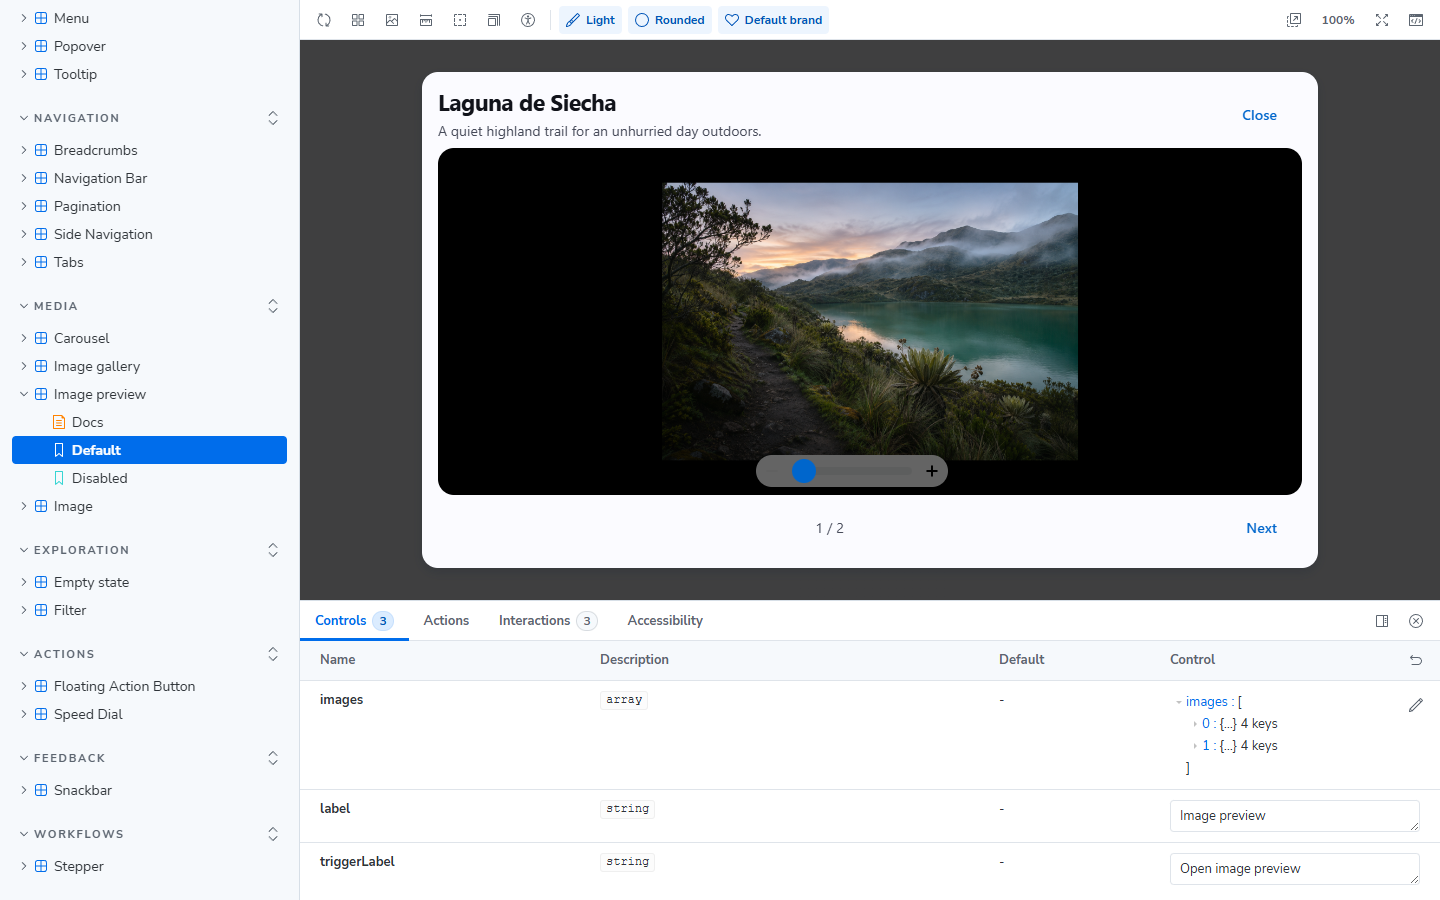 Menu
Popover
Tooltip
NAVIGATION
Breadcrumbs
Navigation Bar
Pagination
Side Navigation
Tabs
MEDIA
Carousel
Image gallery
Image preview
Docs
Default
Disabled
Image
EXPLORATION
Empty state
Filter
ACTIONS
Floating Action Button
Speed Dial
FEEDBACK
Snackbar
WORKFLOWS
Stepper
Light Rounded Default brand 100%
Laguna de Siecha
A quiet highland trail for an unhurried day outdoors.
Close
1 / 2
Next
Controls 3 Actions Interactions 3 Accessibility
Name Description Default Control
images array - images : [
0 : {...} 4 keys
1 : {...} 4 keys
]
label string - Image preview
triggerLabel string - Open image preview